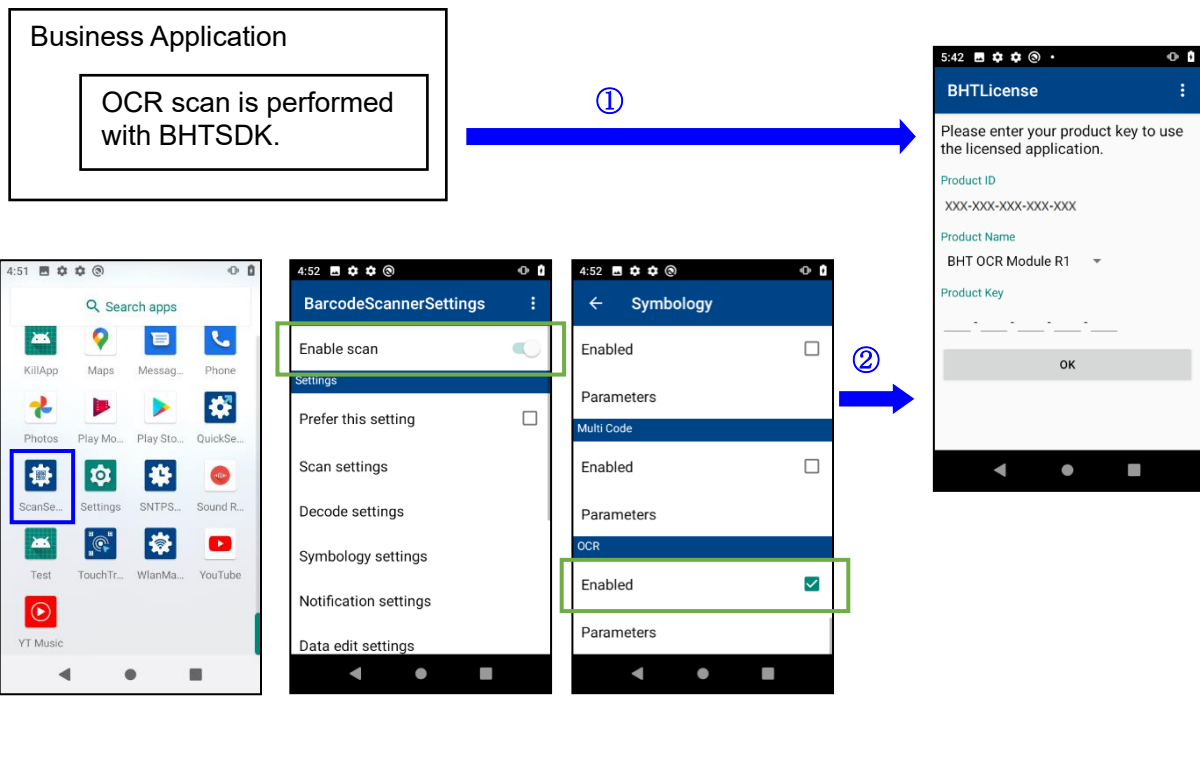 Business Application
OCR scan is performed
with BHTSDK.
①
5:42
BHTLicense
Please enter your product key to use
the licensed application.
Product ID
XXX-XXX-XXX-XXX-XXX
Product Name
BHT OCR Module R1
Product Key
____-____-____-____-____
OK
4:51
Search apps
KillApp Maps Messag... Phone
Photos Play Mo... Play Sto... QuickSe...
ScanSe... Settings SNTPS... Sound R...
Test TouchTr... WlanMa... YouTube
YT Music
4:52
BarcodeScannerSettings
Enable scan
Settings
Prefer this setting
Scan settings
Decode settings
Symbology settings
Notification settings
Data edit settings
4:52
Symbology
Enabled
Parameters
Multi Code
Enabled
Parameters
OCR
Enabled
Parameters
②